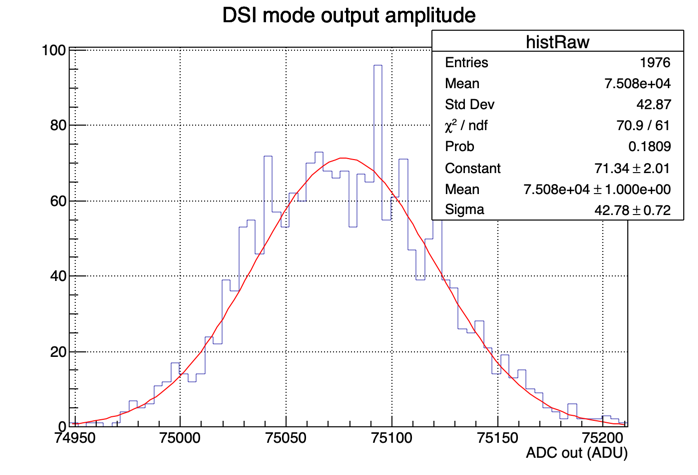 DSI mode output amplitude
histRaw
Entries 1976
Mean 7.508e+04
Std Dev 42.87
χ² / ndf 70.9 / 61
Prob 0.1809
Constant 71.34 ± 2.01
Mean 7.508e+04 ± 1.000e+00
Sigma 42.78 ± 0.72
100
80
60
40
20
0
74950 75000 75050 75100 75150 75200
ADC out (ADU)